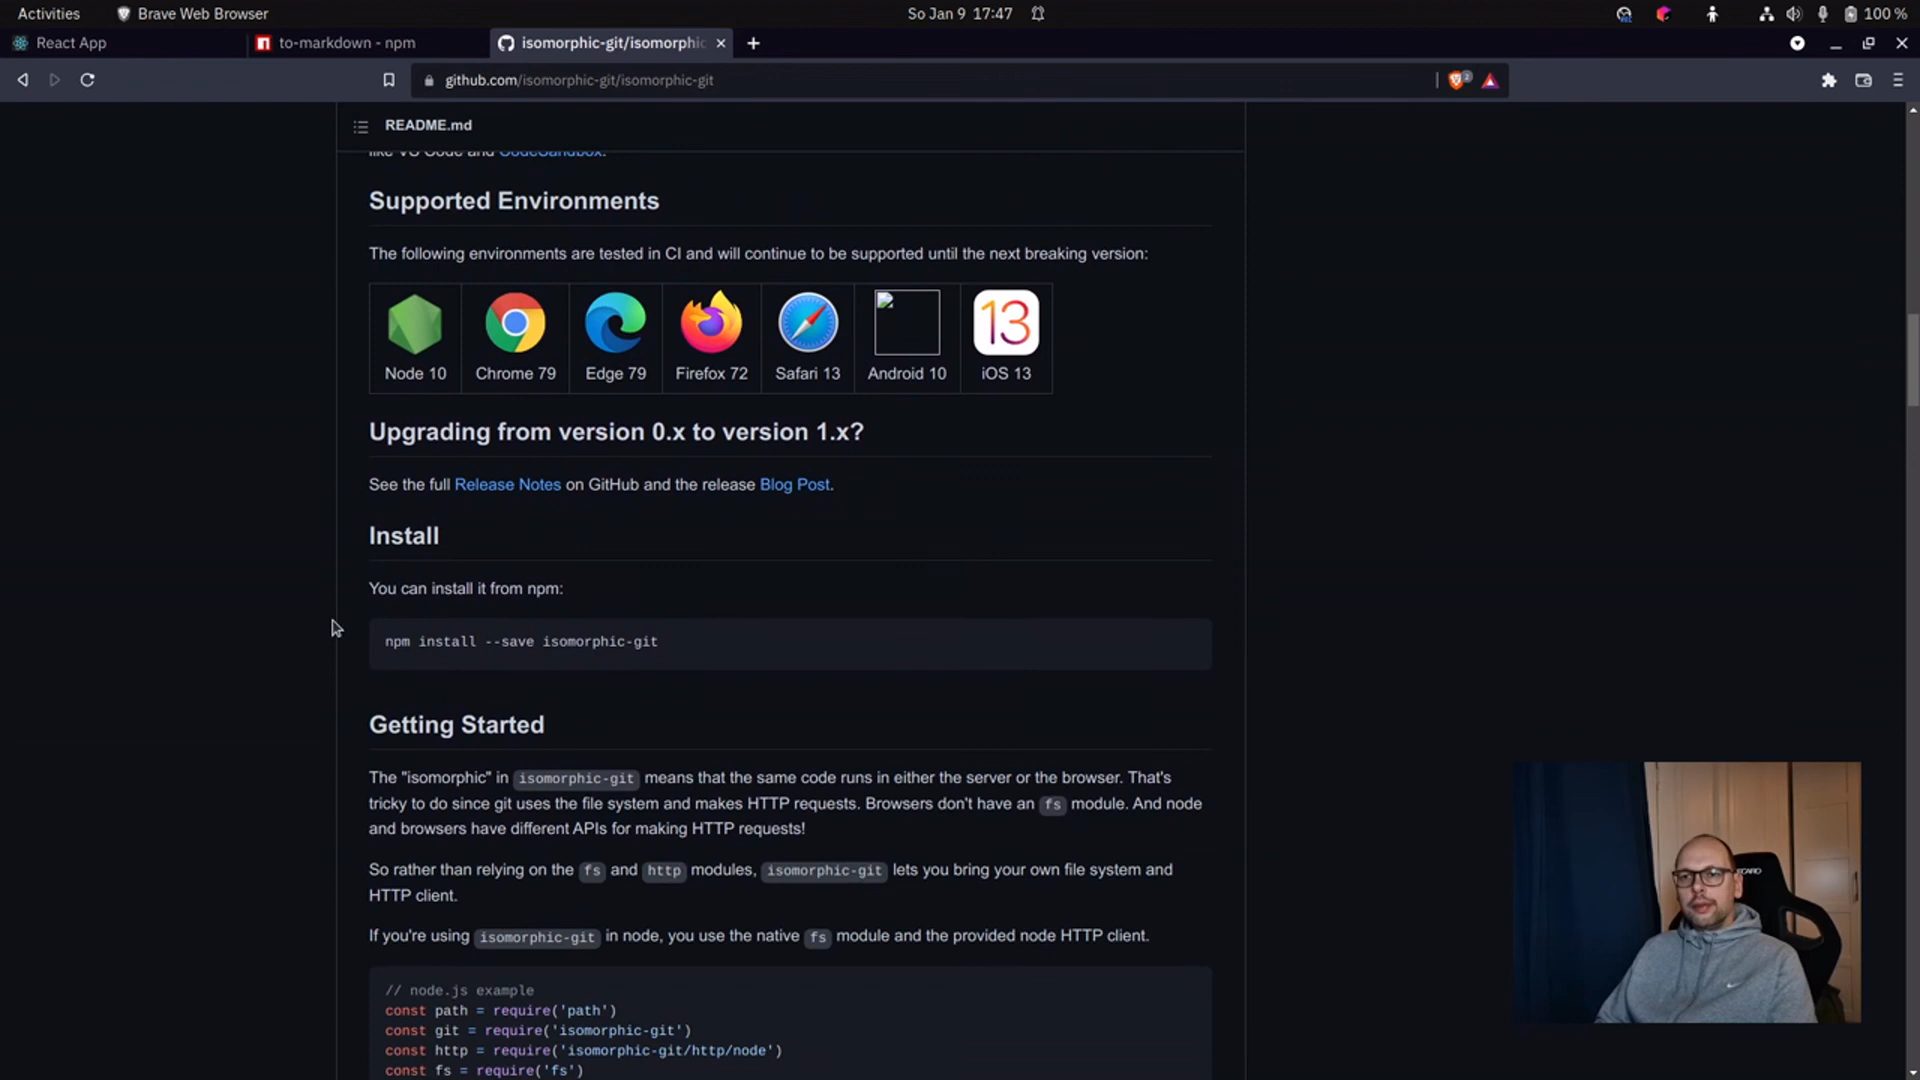 Activities
Brave Web Browser
So Jan 9 17:47
100 %
React App
to-markdown - npm
isomorphic-git/isomorphic
github.com/isomorphic-git/isomorphic-git
2
README.md
like VS Code and CodeSandbox.
Supported Environments
The following environments are tested in CI and will continue to be supported until the next breaking version:
13
Node 10
Chrome 79
Edge 79
Firefox 72
Safari 13
Android 10
iOS 13
Upgrading from version 0.x to version 1.x?
See the full Release Notes on GitHub and the release Blog Post.
Install
You can install it from npm:
npm install --save isomorphic-git
Getting Started
The "isomorphic" in isomorphic-git means that the same code runs in either the server or the browser. That's
tricky to do since git uses the file system and makes HTTP requests. Browsers don't have an fs module. And node
and browsers have different APIs for making HTTP requests!
So rather than relying on the fs and http modules, isomorphic-git lets you bring your own file system and
HTTP client.
If you're using isomorphic-git in node, you use the native fs module and the provided node HTTP client.
// node.js example
const path = require('path')
const git = require('isomorphic-git')
const http = require('isomorphic-git/http/node')
const fs = require('fs')